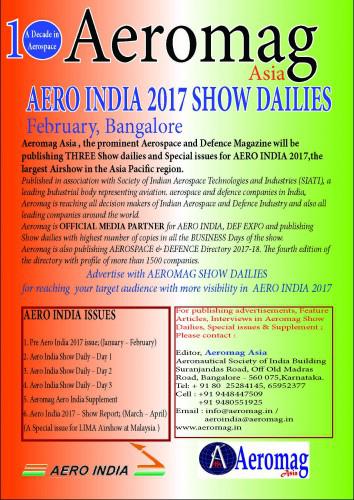 10 A Decade in
Aerospace
Aeromag
Asia
AERO INDIA 2017 SHOW DAILIES
February, Bangalore
Aeromag Asia , the prominent Aerospace and Defence Magazine will be
publishing THREE Show dailies and Special issues for AERO INDIA 2017,the
largest Airshow in the Asia Pacific region.
Published in association with Society of Indian Aerospace Technologies and Industries (SIATI), a
leading Industrial body representing aviation. aerospace and defence companies in India,
Aeromag is reaching all decision makers of Indian Aerospace and Defence Industry and also all
leading companies around the world.
Aeromag is OFFICIAL MEDIA PARTNER for AERO INDIA, DEF EXPO and publishing
Show dailies with highest number of copies in all the BUSINESS Days of the show.
Aeromag is also publishing AEROSPACE & DEFENCE Directory 2017-18. The fourth edition of
the directory with profile of more than 1500 companies.
Advertise with AEROMAG SHOW DAILIES
for reaching your target audience with more visibility in AERO INDIA 2017
AERO INDIA ISSUES
1. Pre Aero India 2017 issue; (January - February)
2. Aero India Show Daily - Day 1
3. Aero India Show Daily - Day 2
4. Aero India Show Daily - Day 3
5. Aeromag Aero India Supplement
6. Aero India 2017 - Show Report; (March - April)
(A Special issue for LIMA Airshow at Malaysia )
For publishing advertisements, Feature
Articles, Interviews in Aeromag Show
Dailies, Special issues & Supplement ;
Please contact :
Editor, Aeromag Asia
Aeronautical Society of India Building
Suranjandas Road, Off Old Madras
Road, Bangalore - 560 075,Karnataka.
Tel: + 91 80 25284145, 65952377
Cell : +91 9448447509
+91 9480551925
Email : info@aeromag.in /
aeroindia@aeromag.in
www.aeromag.in
AERO INDIA
Aeromag
Asia